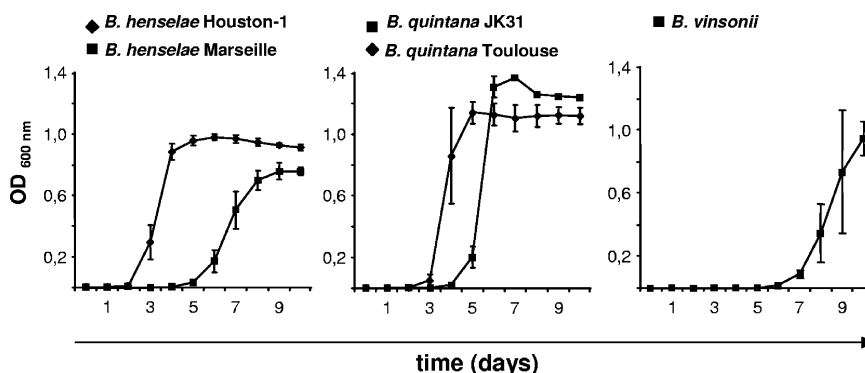 B. henselae Houston-1
B. henselae Marseille
B. quintana JK31
B. quintana Toulouse
B. vinsonii
OD 600 nm
1,4
1,0
0,6
0,2
1 3 5 7 9
1,4
1,0
0,6
0,2
1 3 5 7 9
1,4
1,0
0,6
0,2
1 3 5 7 9
time (days)